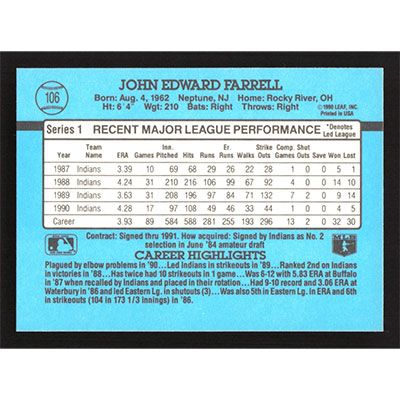 106
JOHN EDWARD FARRELL
Born: Aug. 4, 1962 Neptune, NJ Home: Rocky River, OH
Ht: 6'4" Wgt: 210 Bats: Right Throws: Right
©1990 LEAF, INC.
Printed in USA
Series 1 RECENT MAJOR LEAGUE PERFORMANCE *Denotes Led League
Year Team Name ERA Games Inn. Pitched Hits Runs Er. Runs Walks Strike Outs Comp. Games Shut Outs Save Won Lost
1987 Indians 3.39 10 69 68 29 26 22 28 1 0 0 5 1
1988 Indians 4.24 31 210 216 106 99 67 92 4 0 0 14 10
1989 Indians 3.63 31 208 196 97 84 71 132 7 2 0 9 14
1990 Indians 4.28 17 97 108 49 46 33 44 1 0 0 4 5
Career 3.93 89 584 588 281 255 193 296 13 2 0 32 30
Contract: Signed thru 1991. How acquired: Signed by Indians as No. 2
selection in June '84 amateur draft
CAREER HIGHLIGHTS
Plagued by elbow problems in '90...Led Indians in strikeouts in '89...Ranked 2nd on Indians in
victories in '88...Has twice had 10 strikeouts in 1 game...Was 6-12 with 5.83 ERA at Buffalo
in '87 when recalled by Indians and placed in their rotation...Had 9-10 record and 3.06 ERA at
Waterbury in '86 and led Eastern Lg. in shutouts (3)...Was also 5th in Eastern Lg. in ERA and 6th
in strikeouts (104 in 173 1/3 innings) in '86.